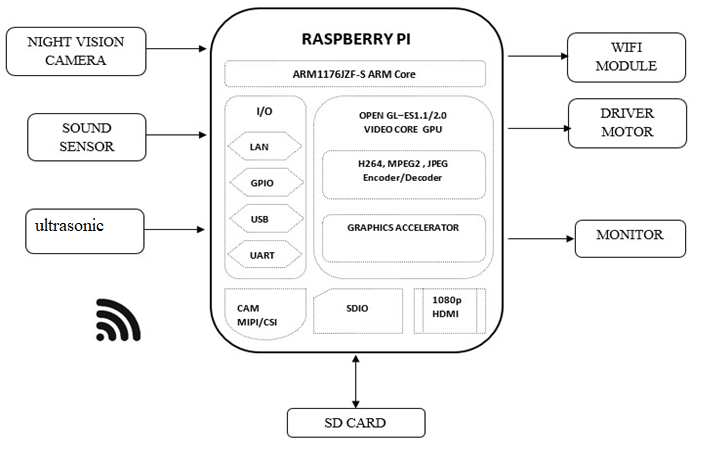 NIGHT VISION
CAMERA
SOUND
SENSOR
ultrasonic
RASPBERRY PI
ARM1176JZF-S ARM Core
I/O
LAN
GPIO
USB
UART
OPEN GL–ES1.1/2.0
VIDEO CORE GPU
H264, MPEG2 , JPEG
Encoder/Decoder
GRAPHICS ACCELERATOR
CAM
MIPI/CSI
SDIO
1080p
HDMI
WIFI
MODULE
DRIVER
MOTOR
MONITOR
SD CARD